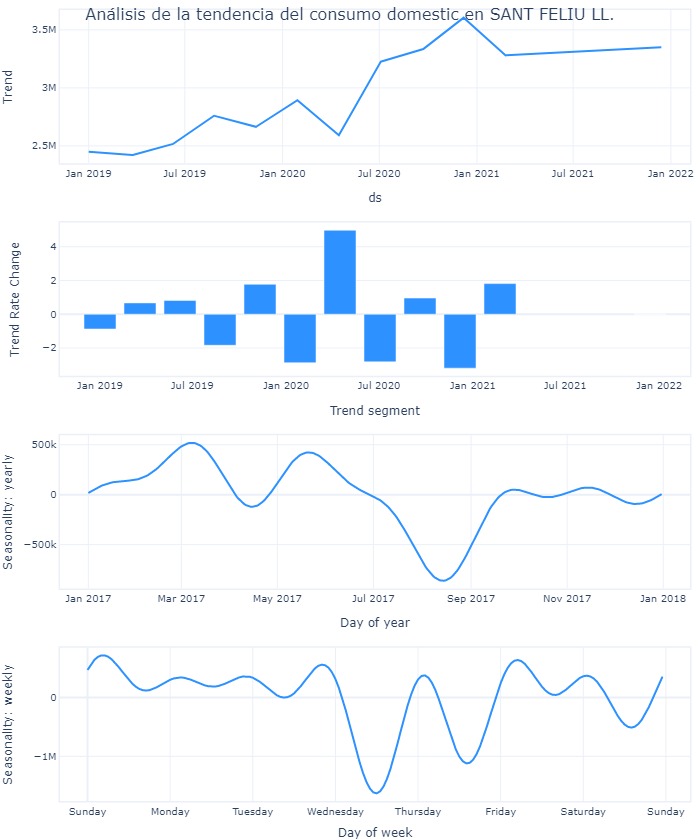 Análisis de la tendencia del consumo domestic en SANT FELIU LL.
3.5M
3M
2.5M
Trend
Jan 2019 Jul 2019 Jan 2020 Jul 2020 Jan 2021 Jul 2021 Jan 2022
ds
4
2
0
−2
Trend Rate Change
Jan 2019 Jul 2019 Jan 2020 Jul 2020 Jan 2021 Jul 2021 Jan 2022
Trend segment
500k
0
−500k
Seasonality: yearly
Jan 2017 Mar 2017 May 2017 Jul 2017 Sep 2017 Nov 2017 Jan 2018
Day of year
0
−1M
Seasonality: weekly
Sunday Monday Tuesday Wednesday Thursday Friday Saturday Sunday
Day of week